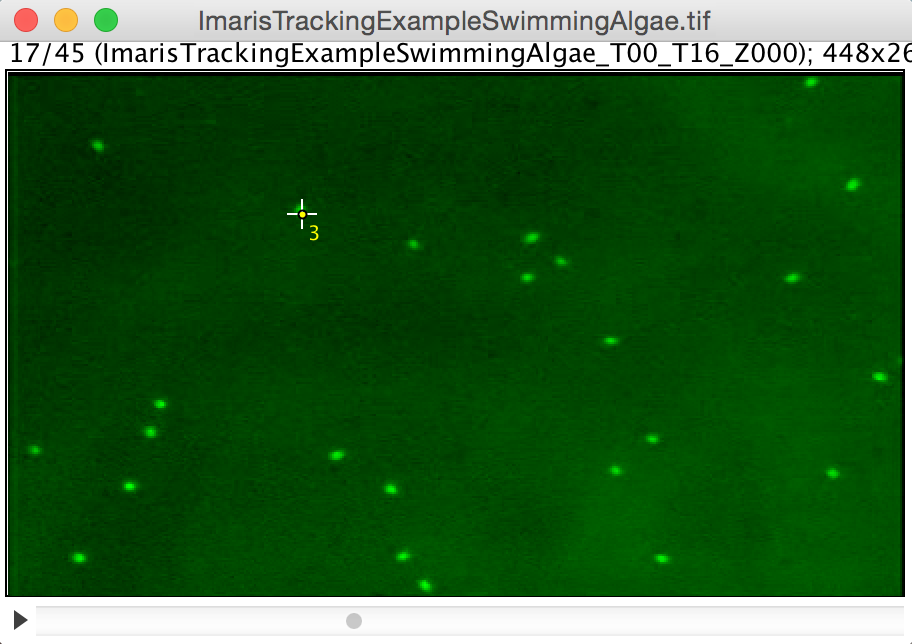 ImarisTrackingExampleSwimmingAlgae.tif
17/45 (ImarisTrackingExampleSwimmingAlgae_T00_T16_Z000); 448x26
3